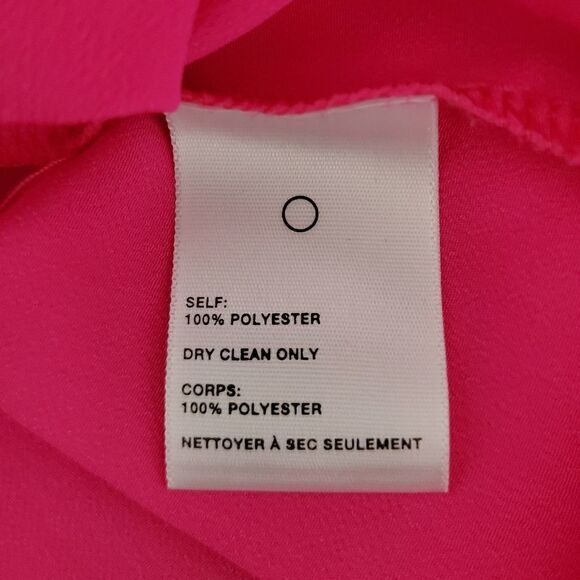 SELF:
100% POLYESTER
DRY CLEAN ONLY
CORPS:
100% POLYESTER
NETTOYER À SEC SEULEMENT